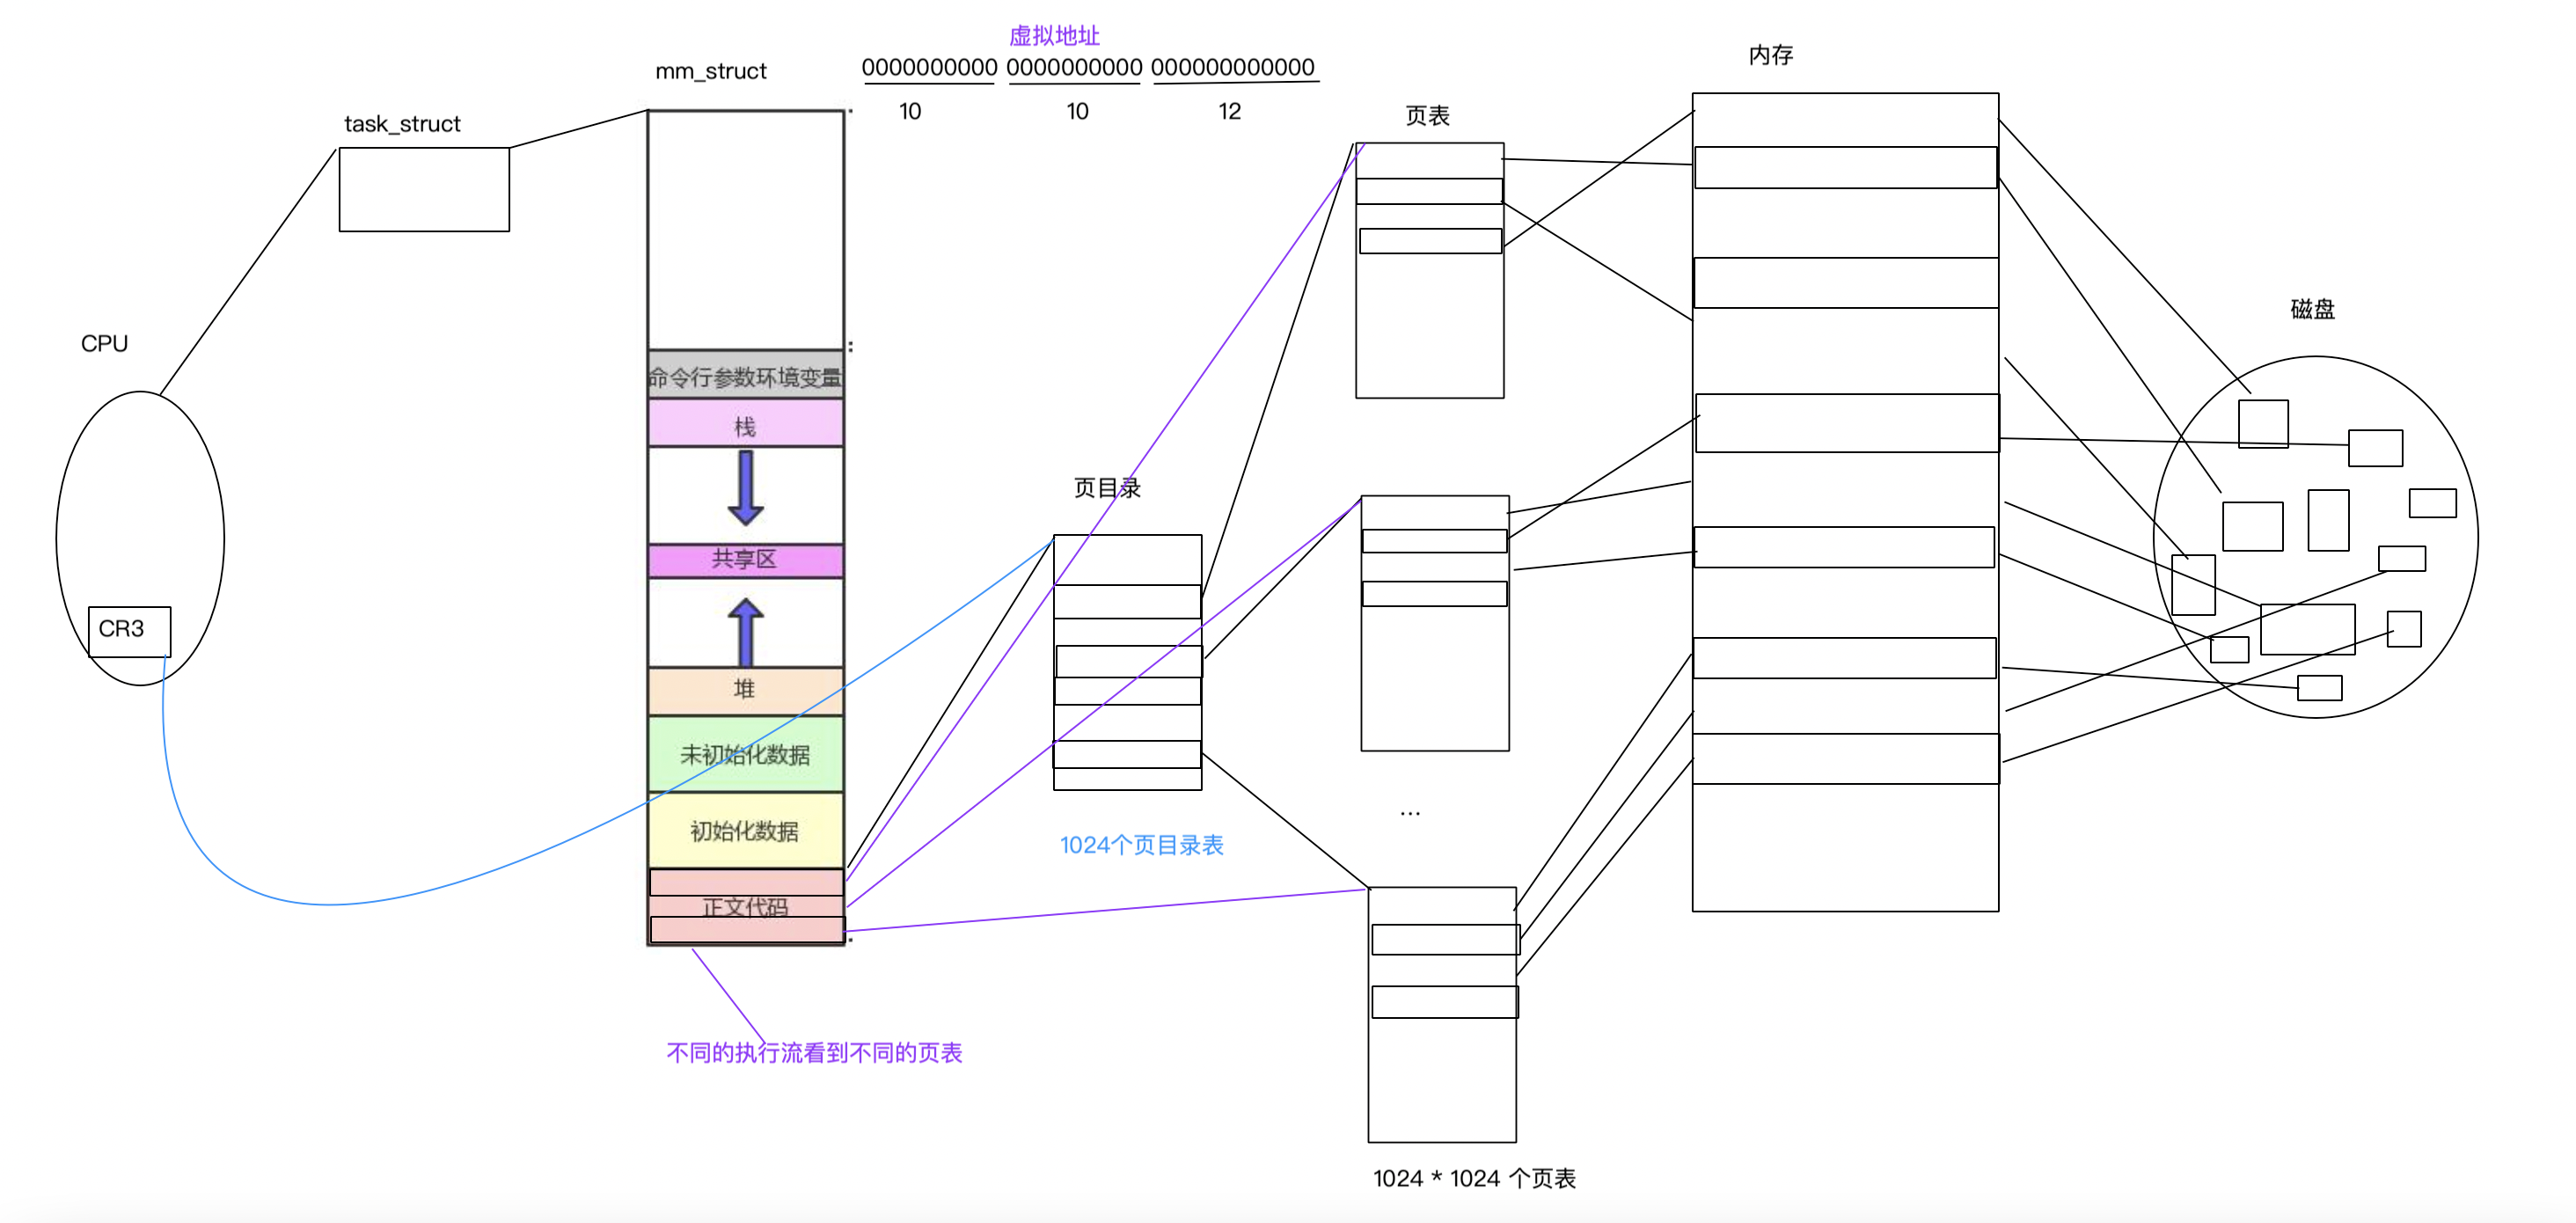 虚拟地址
mm_struct
0000000000 0000000000 000000000000
内存
10
10
12
task_struct
页表
磁盘
CPU
命令行参数环境变量
栈
页目录
共享区
CR3
堆
未初始化数据
...
初始化数据
1024个页目录表
正文代码
不同的执行流看到不同的页表
1024 * 1024 个页表